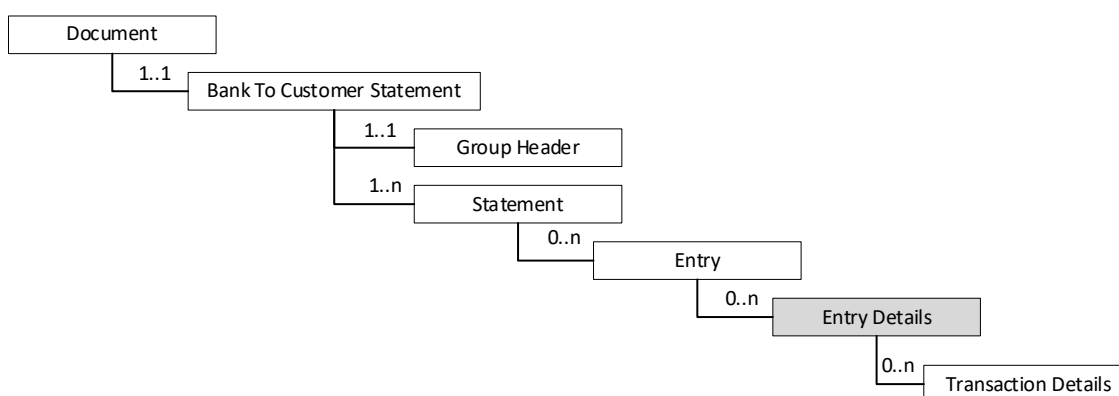 Document
1..1
Bank To Customer Statement
1..1
Group Header
1..n
Statement
0..n
Entry
0..n
Entry Details
0..n
Transaction Details